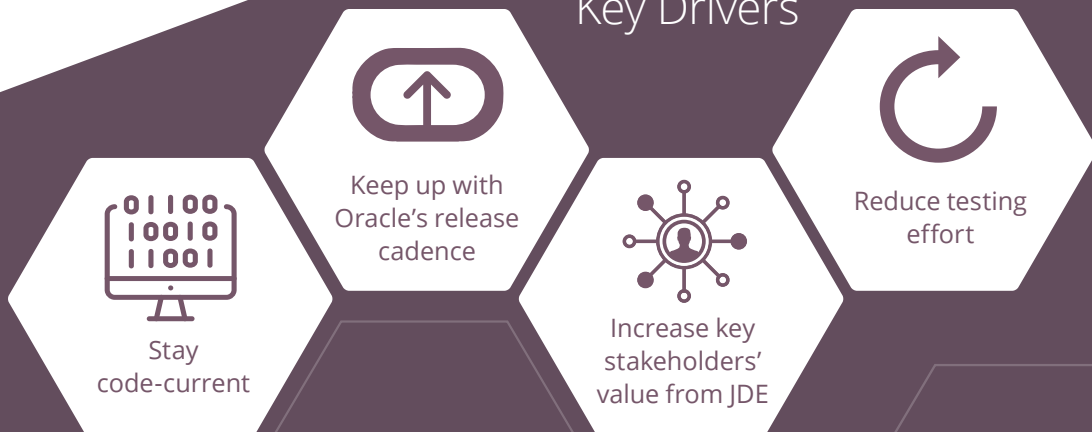 Key Drivers
01100
10010
11001
Stay
code-current
Keep up with
Oracle’s release
cadence
Increase key
stakeholders’
value from JDE
Reduce testing
effort